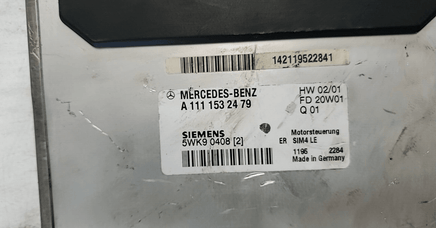 142119522841
MERCEDES-BENZ
A 111 153 24 79
HW 02/01
FD 20W01
Q 01
SIEMENS
5WK9 0408 [2]
Motorsteuerung
ER SIM4 LE
1196 2284
Made in Germany